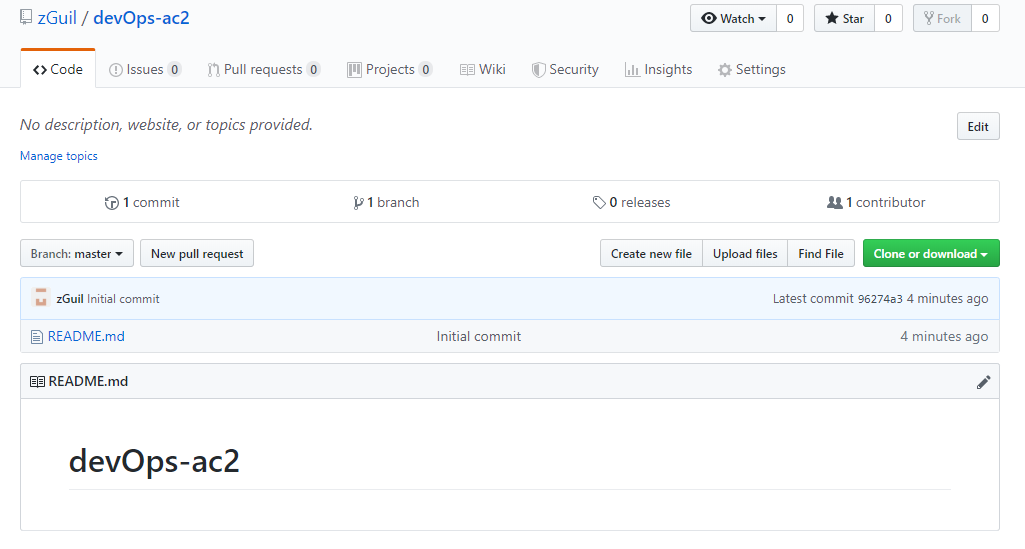 zGuil / devOps-ac2 Watch 0 Star 0 Fork 0
Code Issues 0 Pull requests 0 Projects 0 Wiki Security Insights Settings
No description, website, or topics provided. Edit
Manage topics
1 commit 1 branch 0 releases 1 contributor
Branch: master New pull request Create new file Upload files Find File Clone or download
zGuil Initial commit Latest commit 96274a3 4 minutes ago
README.md Initial commit 4 minutes ago
README.md
devOps-ac2